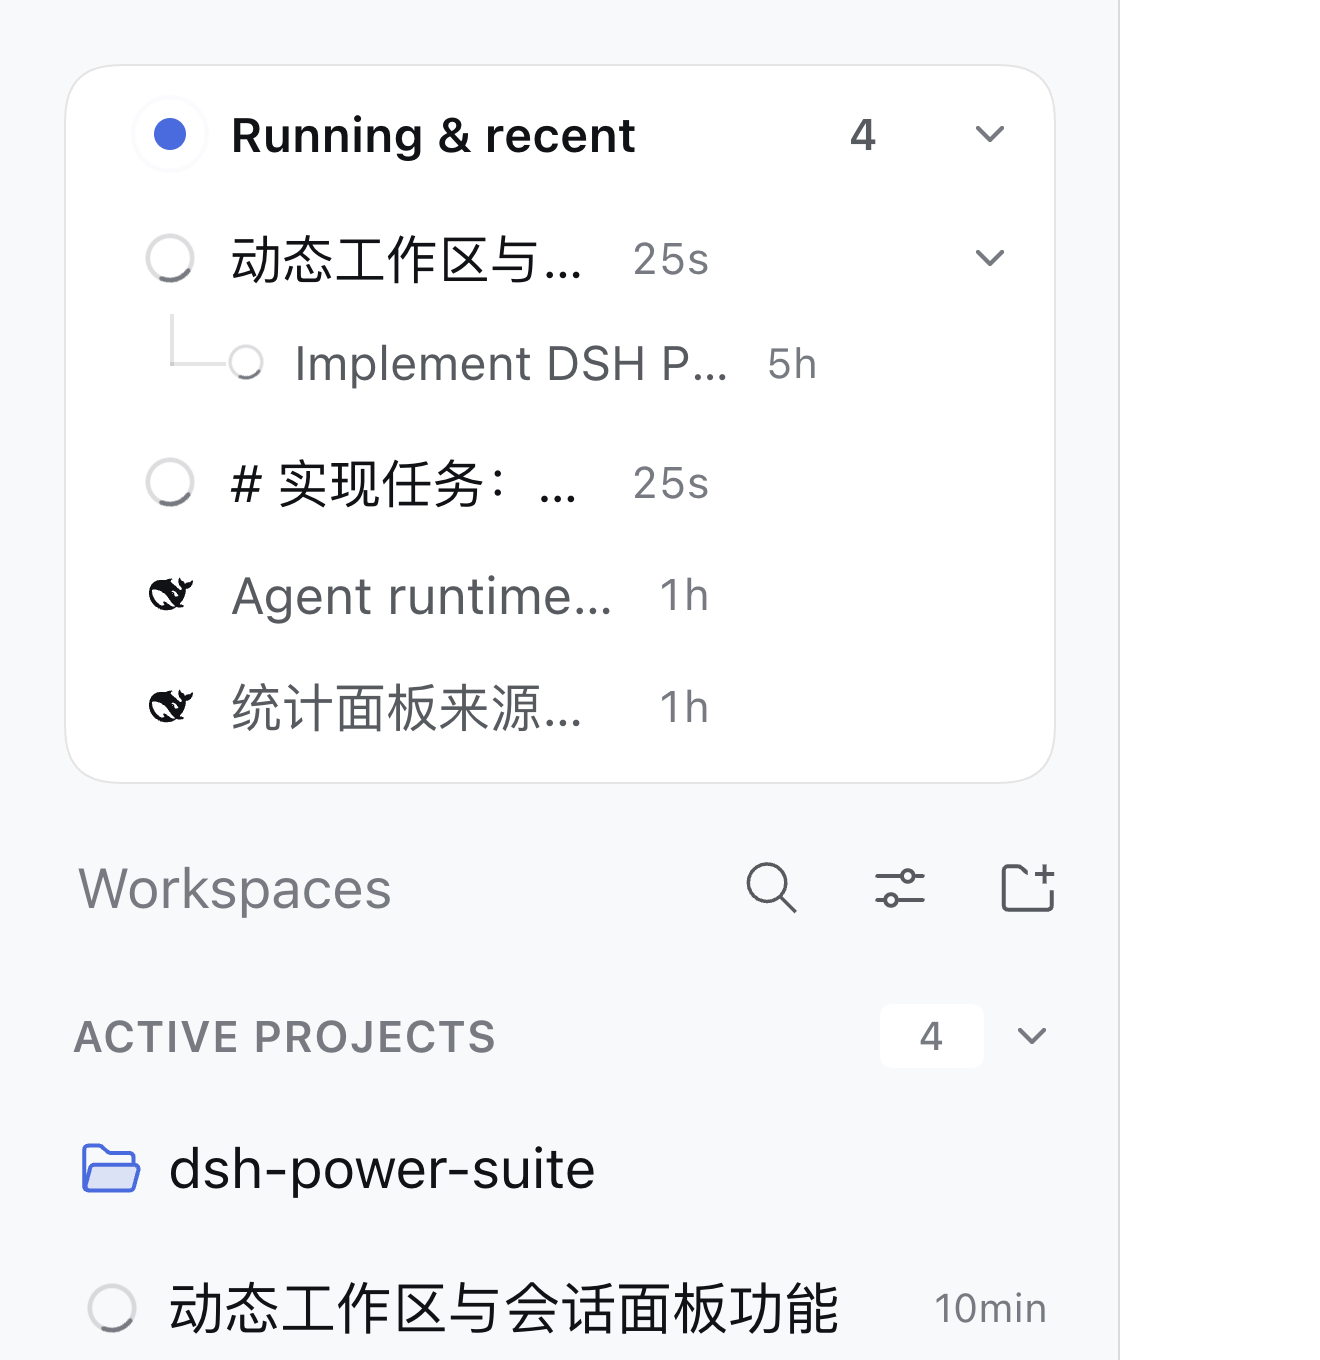 Running & recent 4
动态工作区与... 25s
Implement DSH P... 5h
# 实现任务：... 25s
Agent runtime... 1h
统计面板来源... 1h
Workspaces
ACTIVE PROJECTS 4
dsh-power-suite
动态工作区与会话面板功能 10min